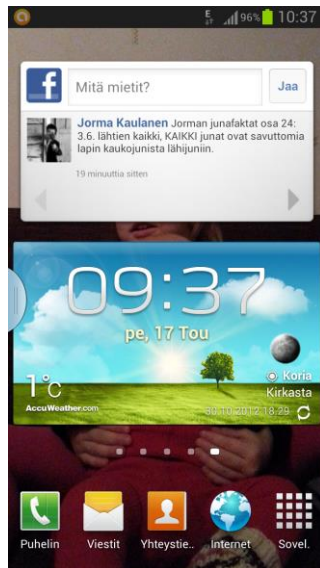 E 96% 10:37
Mitä mietit? Jaa
Jorma Kaulanen Jorman junafaktat osa 24:
3.6. lähtien kaikki, KAIKKI junat ovat savuttomia
lapin kaukojunista lähijuniin.
19 minuuttia sitten
09:37
pe, 17 Tou
1°C
Koria
Kirkasta
AccuWeather.com 30.10.2012 18.29
Puhelin Viestit Yhteystie.. Internet Sovel.